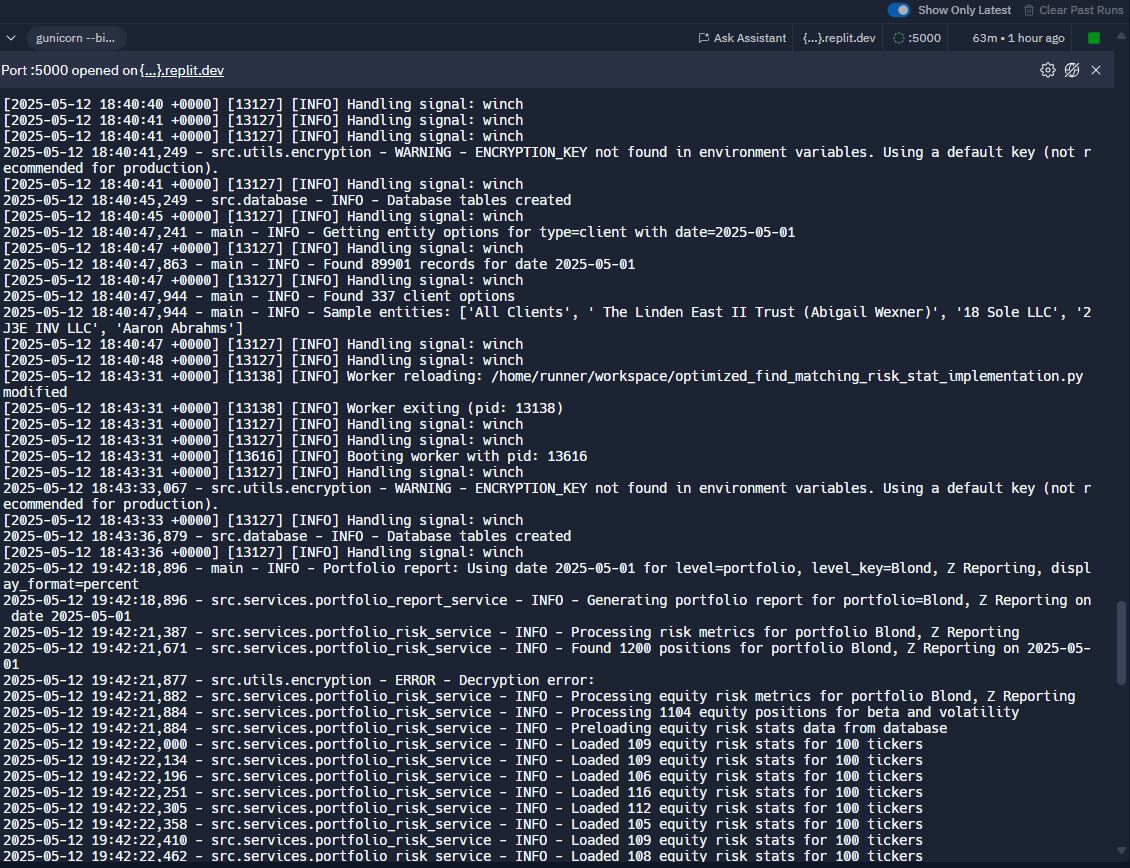 Show Only Latest Clear Past Runs
gunicorn --bi... Ask Assistant {...}.replit.dev :5000 63m • 1 hour ago
Port :5000 opened on {...}.replit.dev
[2025-05-12 18:40:40 +0000] [13127] [INFO] Handling signal: winch
[2025-05-12 18:40:41 +0000] [13127] [INFO] Handling signal: winch
[2025-05-12 18:40:41 +0000] [13127] [INFO] Handling signal: winch
2025-05-12 18:40:41,249 - src.utils.encryption - WARNING - ENCRYPTION_KEY not found in environment variables. Using a default key (not r
ecommended for production).
[2025-05-12 18:40:41 +0000] [13127] [INFO] Handling signal: winch
2025-05-12 18:40:45,249 - src.database - INFO - Database tables created
[2025-05-12 18:40:45 +0000] [13127] [INFO] Handling signal: winch
2025-05-12 18:40:47,241 - main - INFO - Getting entity options for type=client with date=2025-05-01
[2025-05-12 18:40:47 +0000] [13127] [INFO] Handling signal: winch
2025-05-12 18:40:47,863 - main - INFO - Found 89901 records for date 2025-05-01
[2025-05-12 18:40:47 +0000] [13127] [INFO] Handling signal: winch
2025-05-12 18:40:47,944 - main - INFO - Found 337 client options
2025-05-12 18:40:47,944 - main - INFO - Sample entities: ['All Clients', ' The Linden East II Trust (Abigail Wexner)', '18 Sole LLC', '2
J3E INV LLC', 'Aaron Abrahms']
[2025-05-12 18:40:47 +0000] [13127] [INFO] Handling signal: winch
[2025-05-12 18:40:48 +0000] [13127] [INFO] Handling signal: winch
[2025-05-12 18:43:31 +0000] [13138] [INFO] Worker reloading: /home/runner/workspace/optimized_find_matching_risk_stat_implementation.py
modified
[2025-05-12 18:43:31 +0000] [13138] [INFO] Worker exiting (pid: 13138)
[2025-05-12 18:43:31 +0000] [13127] [INFO] Handling signal: winch
[2025-05-12 18:43:31 +0000] [13127] [INFO] Handling signal: winch
[2025-05-12 18:43:31 +0000] [13616] [INFO] Booting worker with pid: 13616
[2025-05-12 18:43:31 +0000] [13127] [INFO] Handling signal: winch
2025-05-12 18:43:33,067 - src.utils.encryption - WARNING - ENCRYPTION_KEY not found in environment variables. Using a default key (not r
ecommended for production).
[2025-05-12 18:43:33 +0000] [13127] [INFO] Handling signal: winch
2025-05-12 18:43:36,879 - src.database - INFO - Database tables created
[2025-05-12 18:43:36 +0000] [13127] [INFO] Handling signal: winch
2025-05-12 19:42:18,896 - main - INFO - Portfolio report: Using date 2025-05-01 for level=portfolio, level_key=Blond, Z Reporting, displ
ay_format=percent
2025-05-12 19:42:18,896 - src.services.portfolio_report_service - INFO - Generating portfolio report for portfolio=Blond, Z Reporting on
date 2025-05-01
2025-05-12 19:42:21,387 - src.services.portfolio_risk_service - INFO - Processing risk metrics for portfolio Blond, Z Reporting
2025-05-12 19:42:21,671 - src.services.portfolio_risk_service - INFO - Found 1200 positions for portfolio Blond, Z Reporting on 2025-05-
01
2025-05-12 19:42:21,877 - src.utils.encryption - ERROR - Decryption error:
2025-05-12 19:42:21,882 - src.services.portfolio_risk_service - INFO - Processing equity risk metrics for portfolio Blond, Z Reporting
2025-05-12 19:42:21,884 - src.services.portfolio_risk_service - INFO - Processing 1104 equity positions for beta and volatility
2025-05-12 19:42:21,884 - src.services.portfolio_risk_service - INFO - Preloading equity risk stats data from database
2025-05-12 19:42:22,000 - src.services.portfolio_risk_service - INFO - Loaded 109 equity risk stats for 100 tickers
2025-05-12 19:42:22,134 - src.services.portfolio_risk_service - INFO - Loaded 109 equity risk stats for 100 tickers
2025-05-12 19:42:22,196 - src.services.portfolio_risk_service - INFO - Loaded 106 equity risk stats for 100 tickers
2025-05-12 19:42:22,251 - src.services.portfolio_risk_service - INFO - Loaded 116 equity risk stats for 100 tickers
2025-05-12 19:42:22,305 - src.services.portfolio_risk_service - INFO - Loaded 112 equity risk stats for 100 tickers
2025-05-12 19:42:22,358 - src.services.portfolio_risk_service - INFO - Loaded 105 equity risk stats for 100 tickers
2025-05-12 19:42:22,410 - src.services.portfolio_risk_service - INFO - Loaded 109 equity risk stats for 100 tickers
2025-05-12 19:42:22,462 - src.services.portfolio_risk_service - INFO - Loaded 108 equity risk stats for 100 tickers